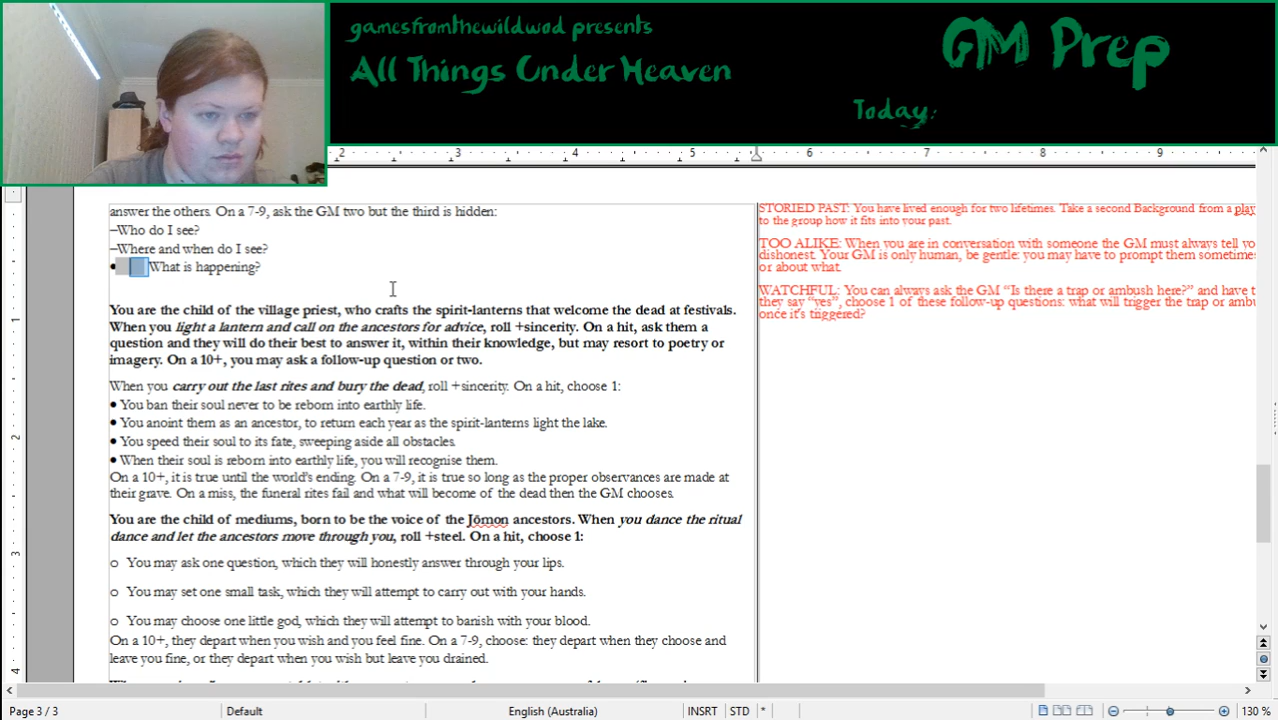 gamesfromthewildwod presents
All Things Under Heaven
GM Prep
Today:
2 3 4 5 6 7 8 9
answer the others. On a 7-9, ask the GM two but the third is hidden:
–Who do I see?
–Where and when do I see?
• What is happening?
You are the child of the village priest, who crafts the spirit-lanterns that welcome the dead at festivals.
When you light a lantern and call on the ancestors for advice, roll +sincerity. On a hit, ask them a
question and they will do their best to answer it, within their knowledge, but may resort to poetry or
imagery. On a 10+, you may ask a follow-up question or two.
When you carry out the last rites and bury the dead, roll +sincerity. On a hit, choose 1:
• You ban their soul never to be reborn into earthly life.
• You anoint them as an ancestor, to return each year as the spirit-lanterns light the lake.
• You speed their soul to its fate, sweeping aside all obstacles.
• When their soul is reborn into earthly life, you will recognise them.
On a 10+, it is true until the world's ending. On a 7-9, it is true so long as the proper observances are made at
their grave. On a miss, the funeral rites fail and what will become of the dead then the GM chooses.
You are the child of mediums, born to be the voice of the Jōmon ancestors. When you dance the ritual
dance and let the ancestors move through you, roll +steel. On a hit, choose 1:
o You may ask one question, which they will honestly answer through your lips.
o You may set one small task, which they will attempt to carry out with your hands.
o You may choose one little god, which they will attempt to banish with your blood.
On a 10+, they depart when you wish and you feel fine. On a 7-9, choose: they depart when they choose and
leave you fine, or they depart when you wish but leave you drained.
STORIED PAST: You have lived enough for two lifetimes. Take a second Background from a play
to the group how it fits into your past.
TOO ALIKE: When you are in conversation with someone the GM must always tell yo
dishonest. Your GM is only human, be gentle: you may have to prompt them sometimes
or about what.
WATCHFUL: You can always ask the GM “Is there a trap or ambush here?” and have t
they say “yes”, choose 1 of these follow-up questions: what will trigger the trap or ambu
once it's triggered?
1
2
3
4
Page 3 / 3 Default English (Australia) INSRT STD * 130 %